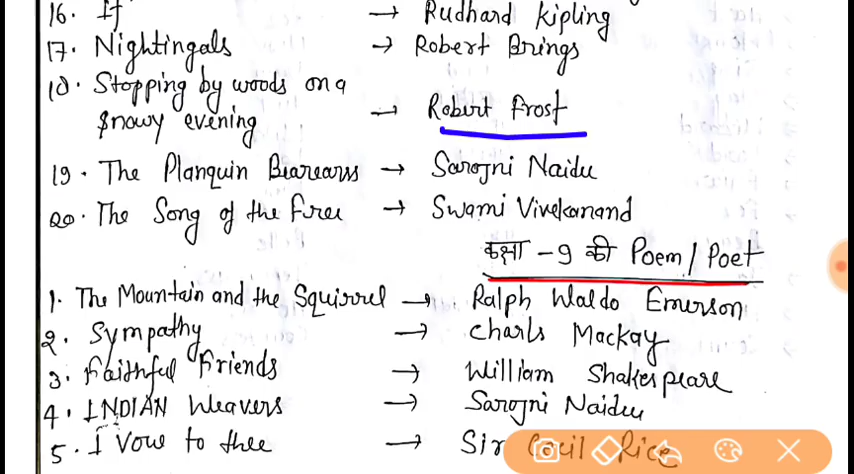 16. If → Rudhard Kipling
17. Nightingals → Robert Brings
18. Stopping by woods on a
snowy evening → Robert Frost
19. The Planquin Bearearss → Sarojni Naidu
20. The Song of the Free → Swami Vivekanand
कक्षा - 9 की Poem / Poet
1. The Mountain and the Squirrel → Ralph Waldo Emerson
2. Sympathy → Charls Mackay
3. Faithful Friends → William Shakespeare
4. INDIAN Weavers → Sarojni Naidu
5. I Vow to thee → Sir Cecil Rice